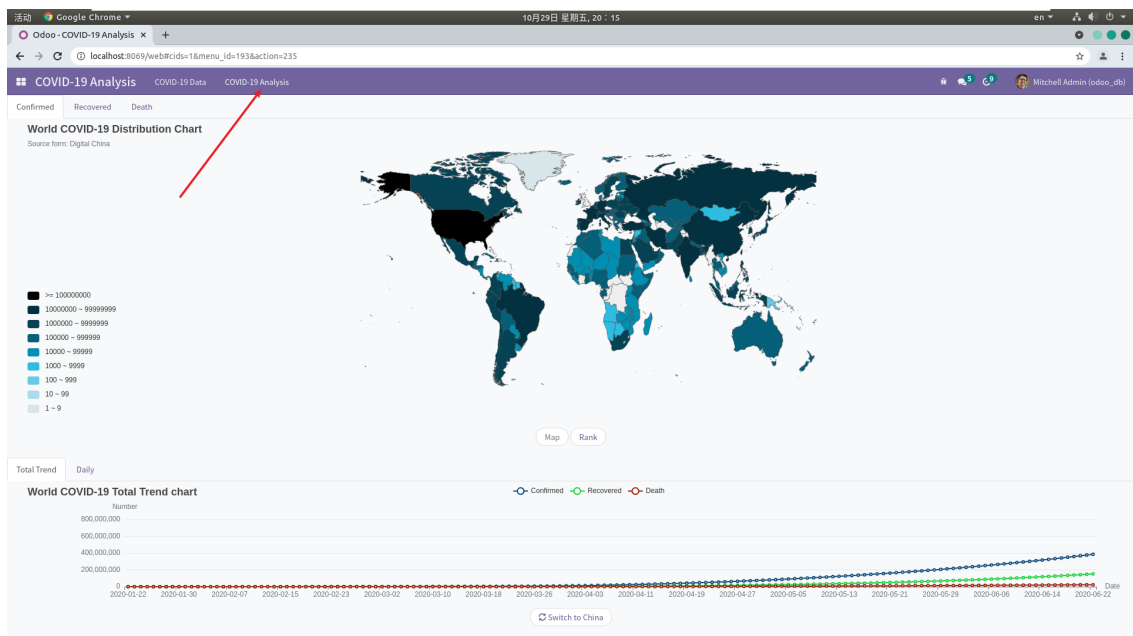 活动 Google Chrome 10月29日 星期五, 20:15 en
Odoo - COVID-19 Analysis × +
localhost:8069/web#cids=1&menu_id=193&action=235
COVID-19 Analysis COVID-19 Data COVID-19 Analysis 5 9 Mitchell Admin (odoo_db)
Confirmed Recovered Death
World COVID-19 Distribution Chart
Source form: Digital China
>= 100000000
10000000 ~ 99999999
1000000 ~ 9999999
100000 ~ 999999
10000 ~ 99999
1000 ~ 9999
100 ~ 999
10 ~ 99
1 ~ 9
Map Rank
Total Trend Daily
World COVID-19 Total Trend chart Confirmed Recovered Death
Number
800,000,000
600,000,000
400,000,000
200,000,000
0 Date
2020-01-22 2020-01-30 2020-02-07 2020-02-15 2020-02-23 2020-03-02 2020-03-10 2020-03-18 2020-03-26 2020-04-03 2020-04-11 2020-04-19 2020-04-27 2020-05-05 2020-05-13 2020-05-21 2020-05-29 2020-06-06 2020-06-14 2020-06-22
Switch to China